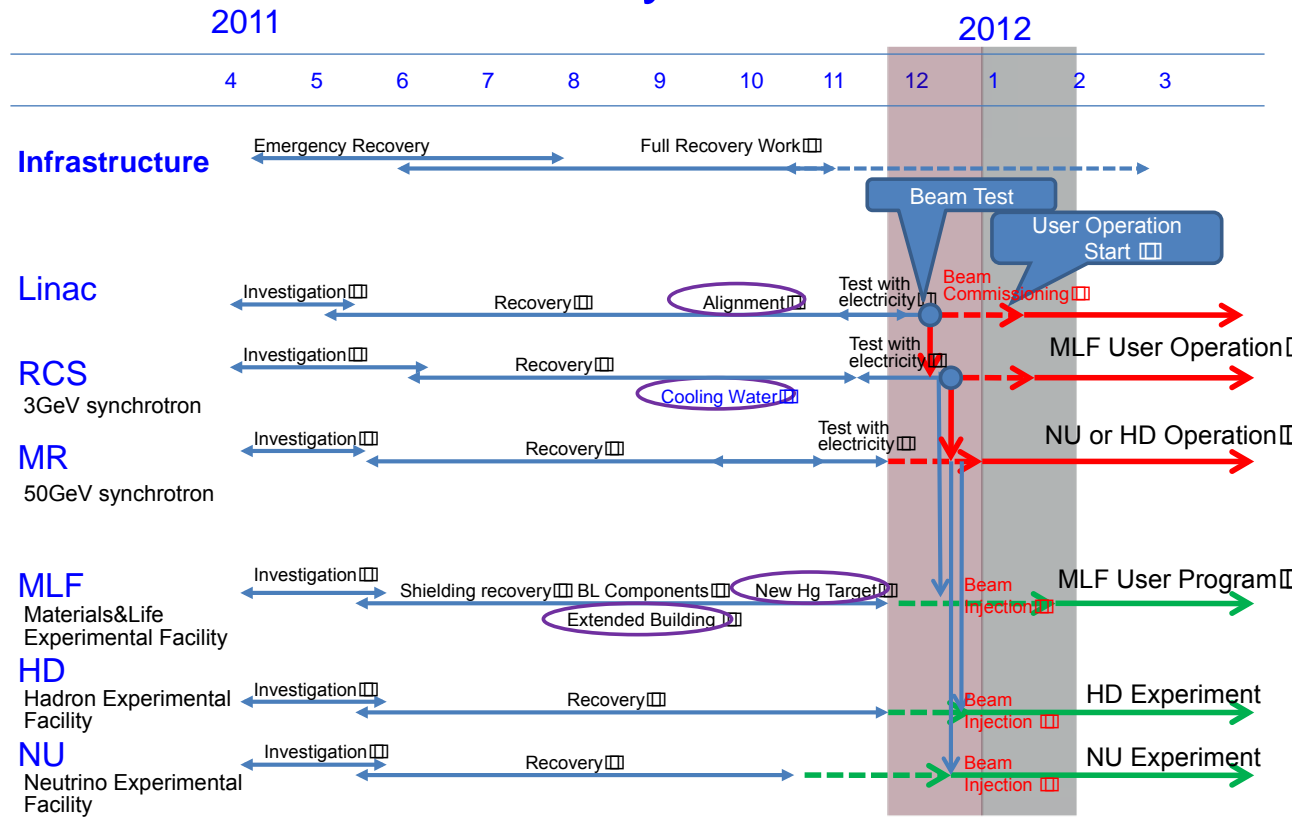 2011
2012
4 5 6 7 8 9 10 11 12 1 2 3
Infrastructure
Emergency Recovery
Full Recovery Work
Beam Test
User Operation
Start
Linac
Investigation
Recovery
Alignment
Test with
electricity
Beam
Commissioning
RCS
3GeV synchrotron
Investigation
Recovery
Cooling Water
Test with
electricity
MLF User Operation
MR
50GeV synchrotron
Investigation
Recovery
Test with
electricity
NU or HD Operation
MLF
Materials&Life
Experimental Facility
Investigation
Shielding recovery BL Components New Hg Target
Extended Building
Beam
Injection
MLF User Program
HD
Hadron Experimental
Facility
Investigation
Recovery
Beam
Injection
HD Experiment
NU
Neutrino Experimental
Facility
Investigation
Recovery
Beam
Injection
NU Experiment